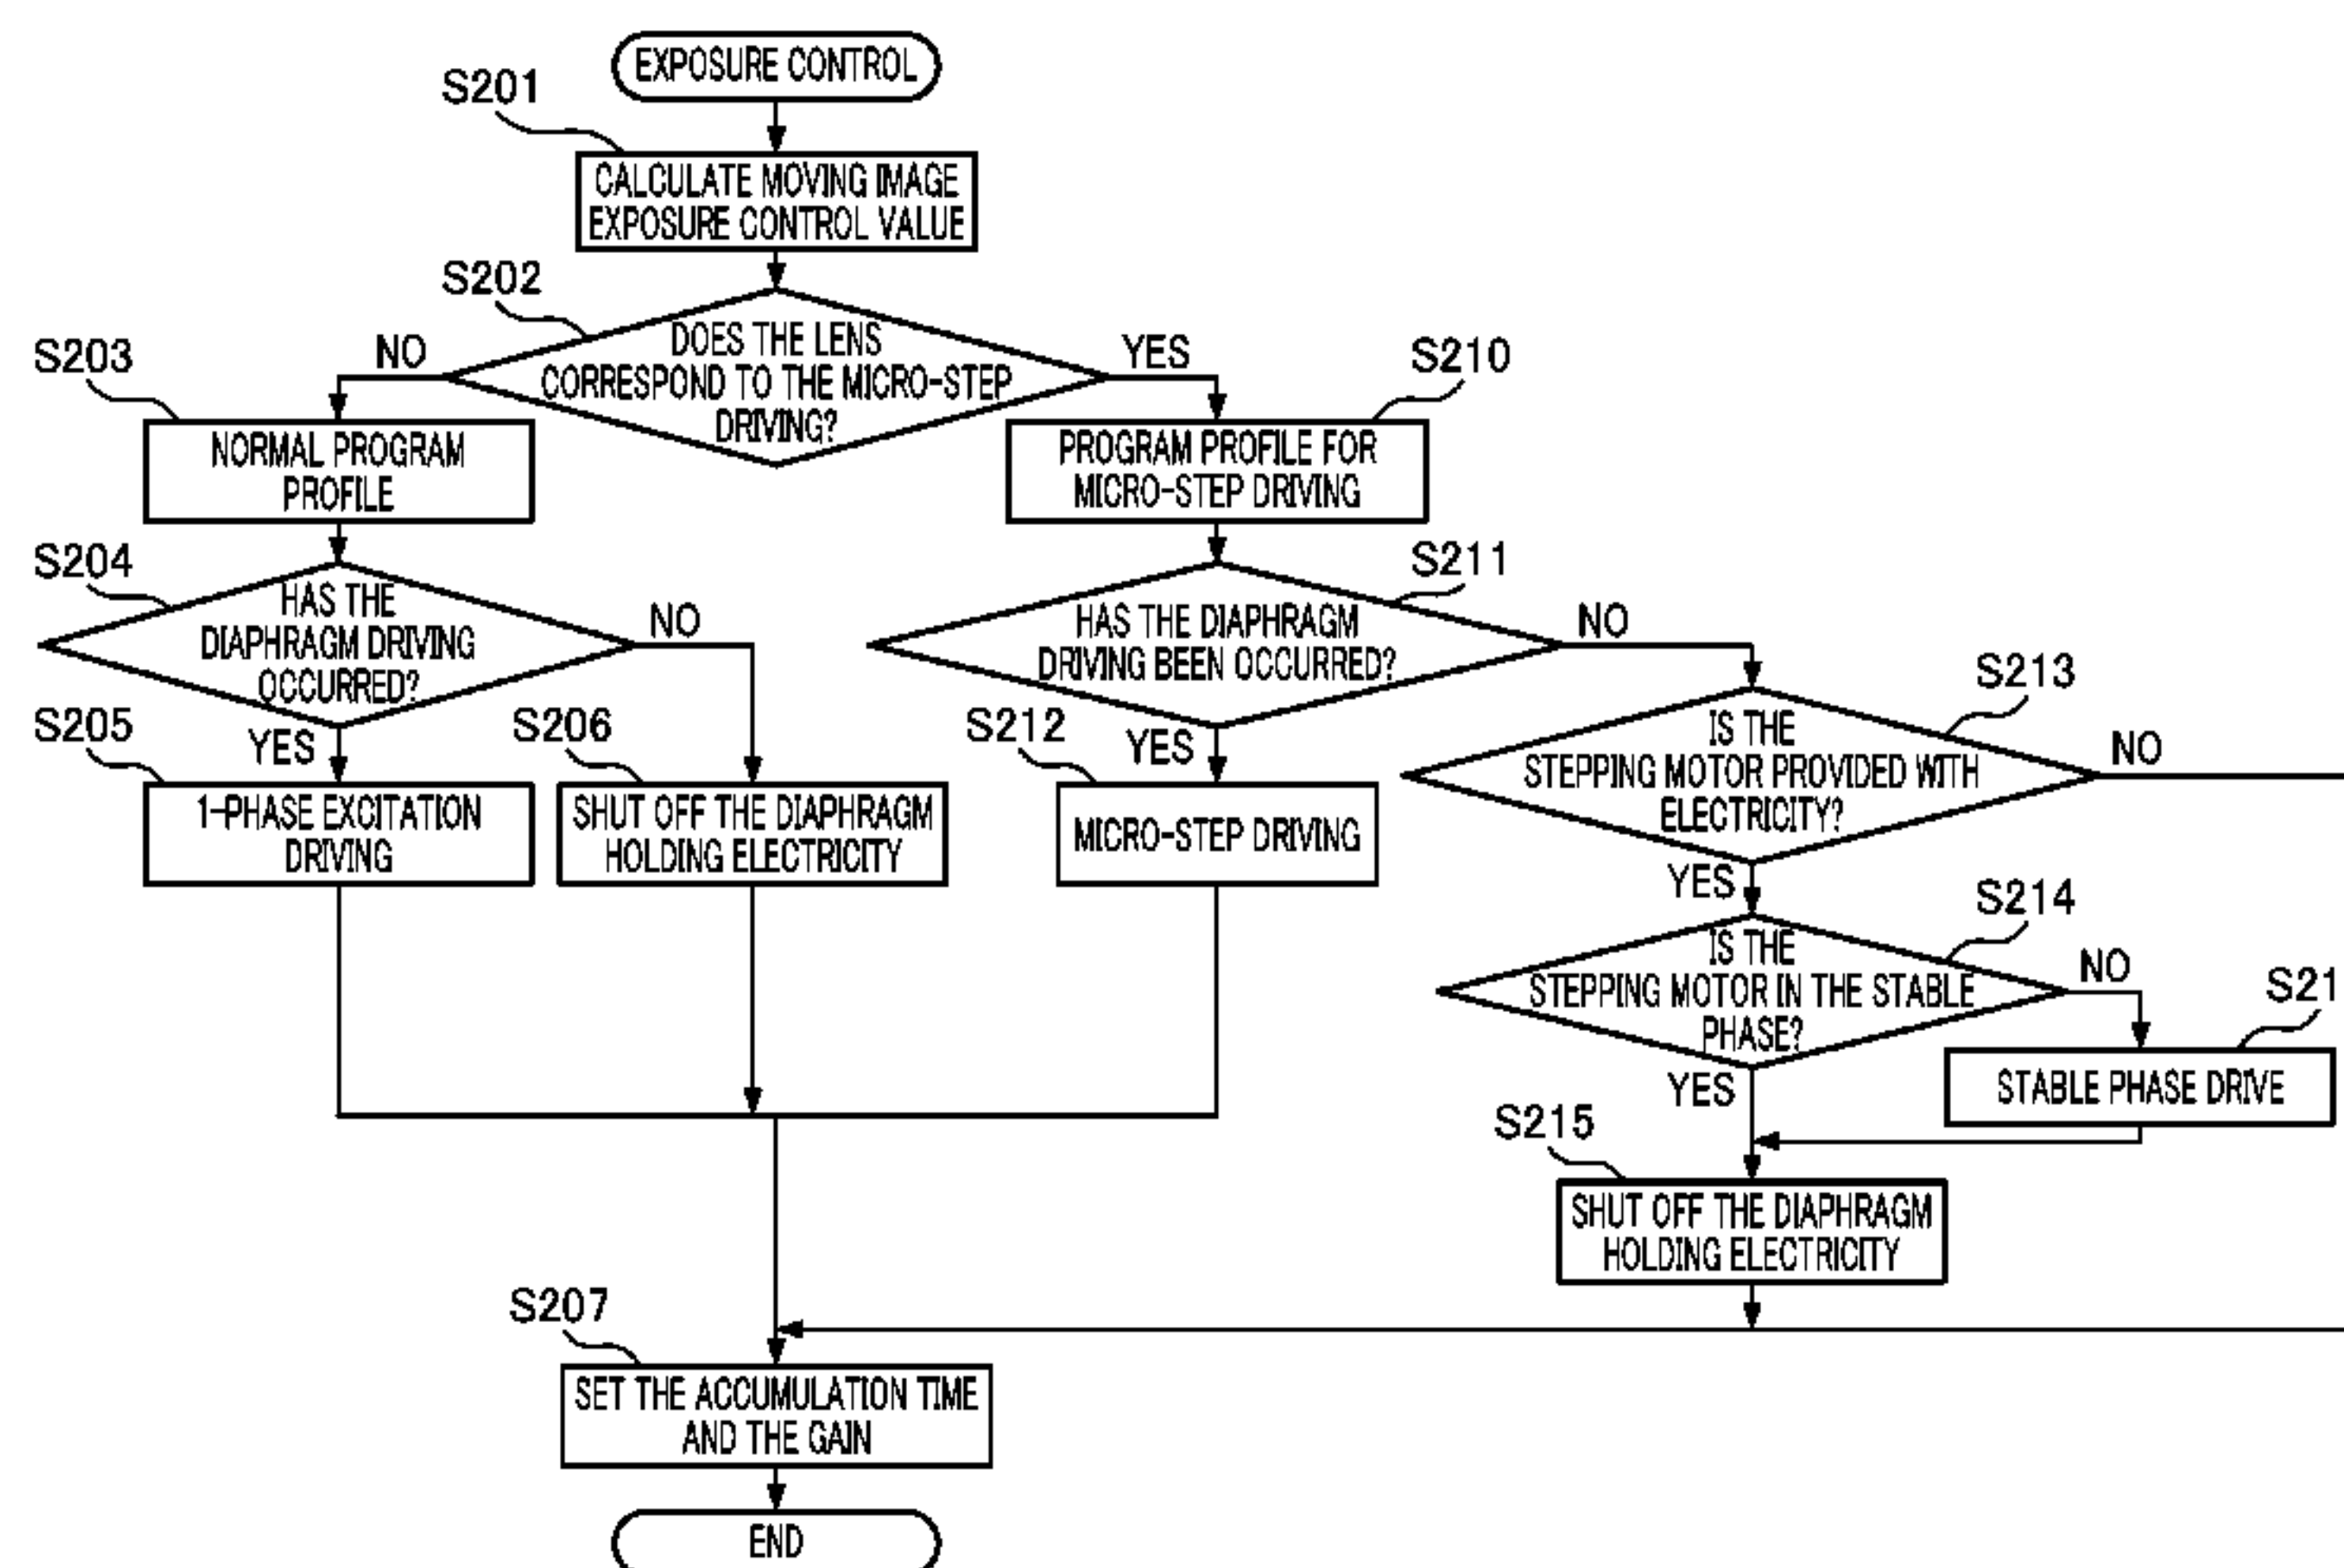 EXPOSURE CONTROL
S201
CALCULATE MOVING IMAGE
EXPOSURE CONTROL VALUE
S202
DOES THE LENS
CORRESPOND TO THE MICRO-STEP
DRIVING?
NO
YES
S203
NORMAL PROGRAM
PROFILE
S210
PROGRAM PROFILE FOR
MICRO-STEP DRIVING
S204
HAS THE
DIAPHRAGM DRIVING
OCCURRED?
NO
YES
S211
HAS THE DIAPHRAGM
DRIVING BEEN OCCURRED?
NO
YES
S205
1-PHASE EXCITATION
DRIVING
S206
SHUT OFF THE DIAPHRAGM
HOLDING ELECTRICITY
S212
MICRO-STEP DRIVING
S213
IS THE
STEPPING MOTOR PROVIDED WITH
ELECTRICITY?
NO
YES
S214
IS THE
STEPPING MOTOR IN THE STABLE
PHASE?
NO
YES
S21
STABLE PHASE DRIVE
S215
SHUT OFF THE DIAPHRAGM
HOLDING ELECTRICITY
S207
SET THE ACCUMULATION TIME
AND THE GAIN
END